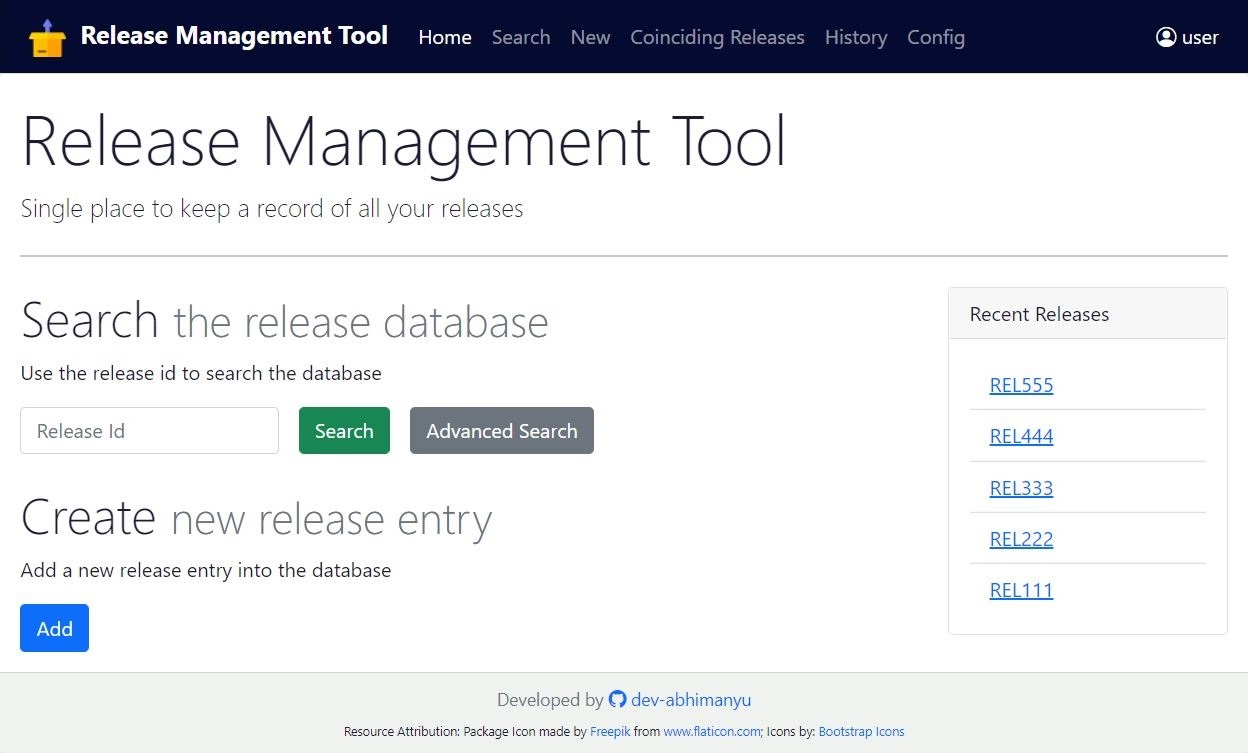 Release Management Tool Home Search New Coinciding Releases History Config user
Release Management Tool
Single place to keep a record of all your releases
Search the release database
Use the release id to search the database
Release Id Search Advanced Search
Create new release entry
Add a new release entry into the database
Add
Recent Releases
REL555
REL444
REL333
REL222
REL111
Developed by dev-abhimanyu
Resource Attribution: Package Icon made by Freepik from www.flaticon.com; Icons by: Bootstrap Icons